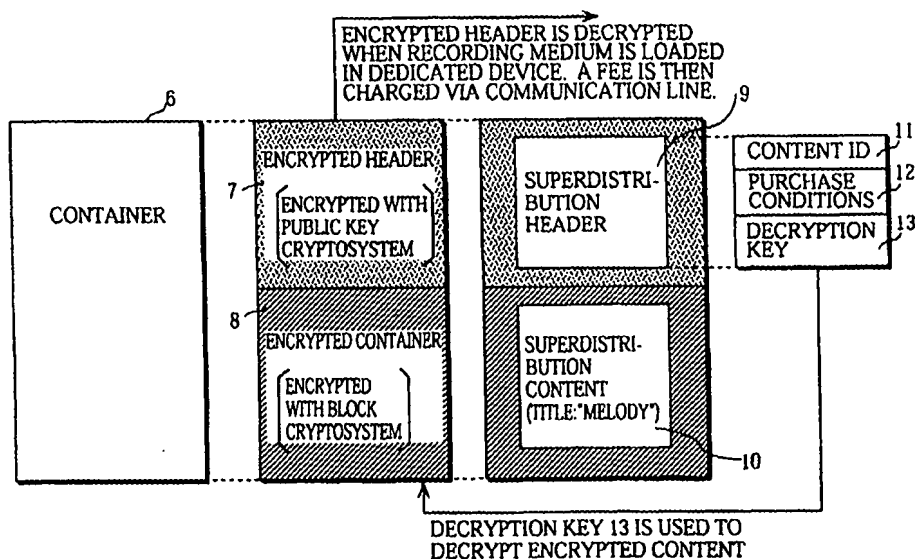 ENCRYPTED HEADER IS DECRYPTED
WHEN RECORDING MEDIUM IS LOADED
IN DEDICATED DEVICE. A FEE IS THEN
CHARGED VIA COMMUNICATION LINE.
6
CONTAINER
7
ENCRYPTED HEADER
ENCRYPTED WITH
PUBLIC KEY
CRYPTOSYSTEM
8
ENCRYPTED CONTAINER
ENCRYPTED
WITH BLOCK
CRYPTOSYSTEM
9
SUPERDISTRI-
BUTION
HEADER
SUPERDISTRI-
BUTION
CONTENT
(TITLE:"MELODY")
10
11
CONTENT ID
12
PURCHASE
CONDITIONS
13
DECRYPTION
KEY
DECRYPTION KEY 13 IS USED TO
DECRYPT ENCRYPTED CONTENT